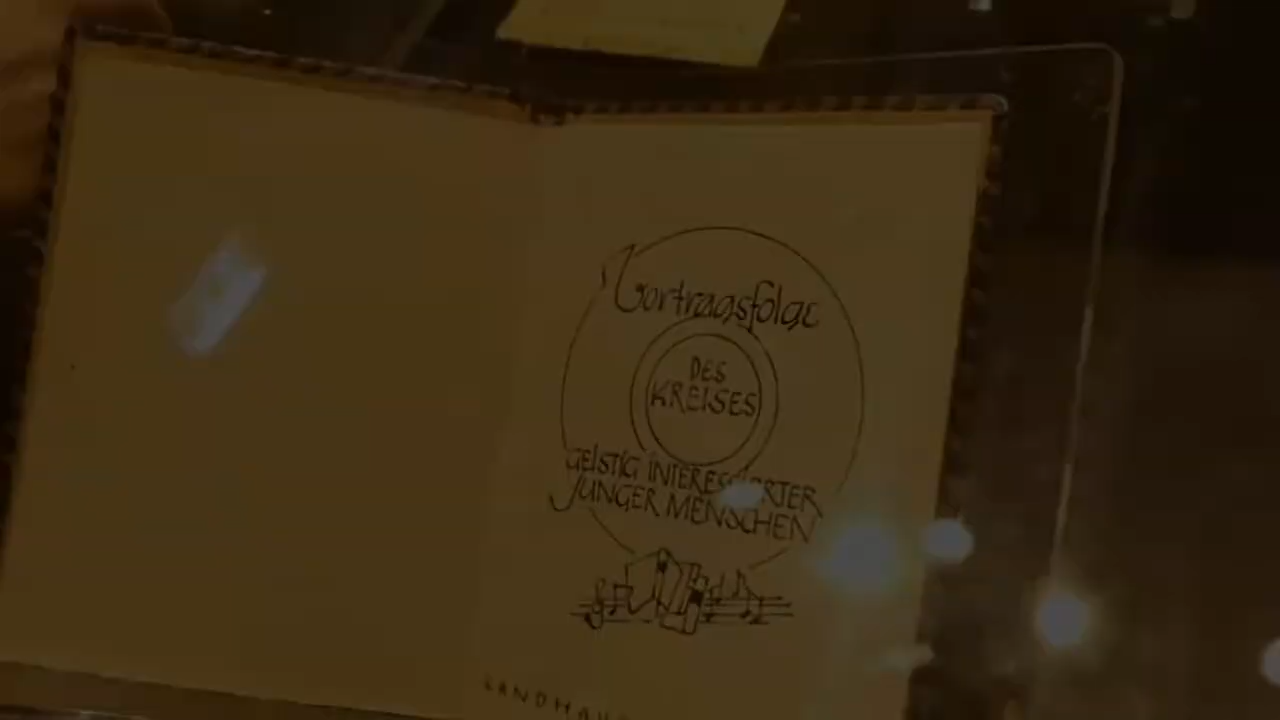 Vortragsfolge
DES
KREISES
GEISTIG INTERESSIERTER
JUNGER MENSCHEN